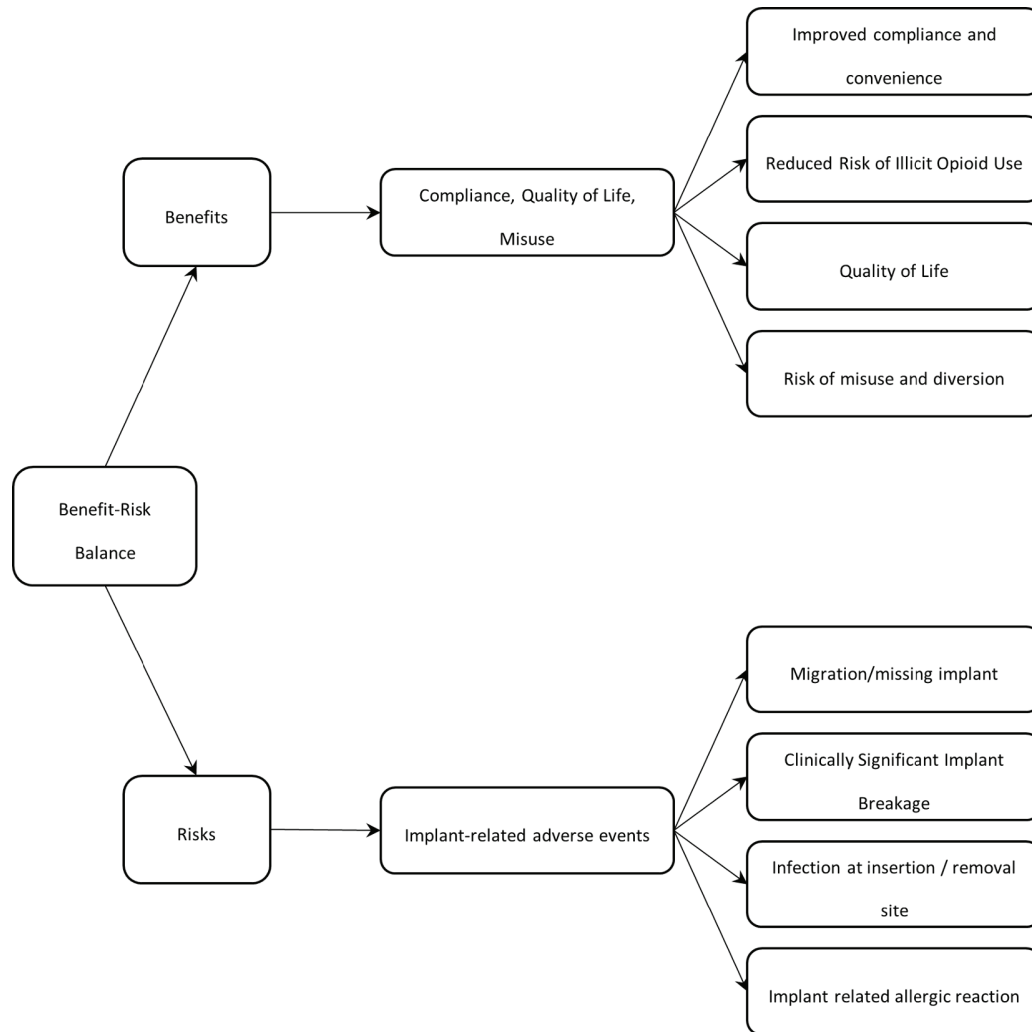 Improved compliance and
convenience
Reduced Risk of Illicit Opioid Use
Benefits
Compliance, Quality of Life,
Misuse
Quality of Life
Risk of misuse and diversion
Benefit-Risk
Balance
Migration/missing implant
Clinically Significant Implant
Breakage
Risks
Implant-related adverse events
Infection at insertion / removal
site
Implant related allergic reaction